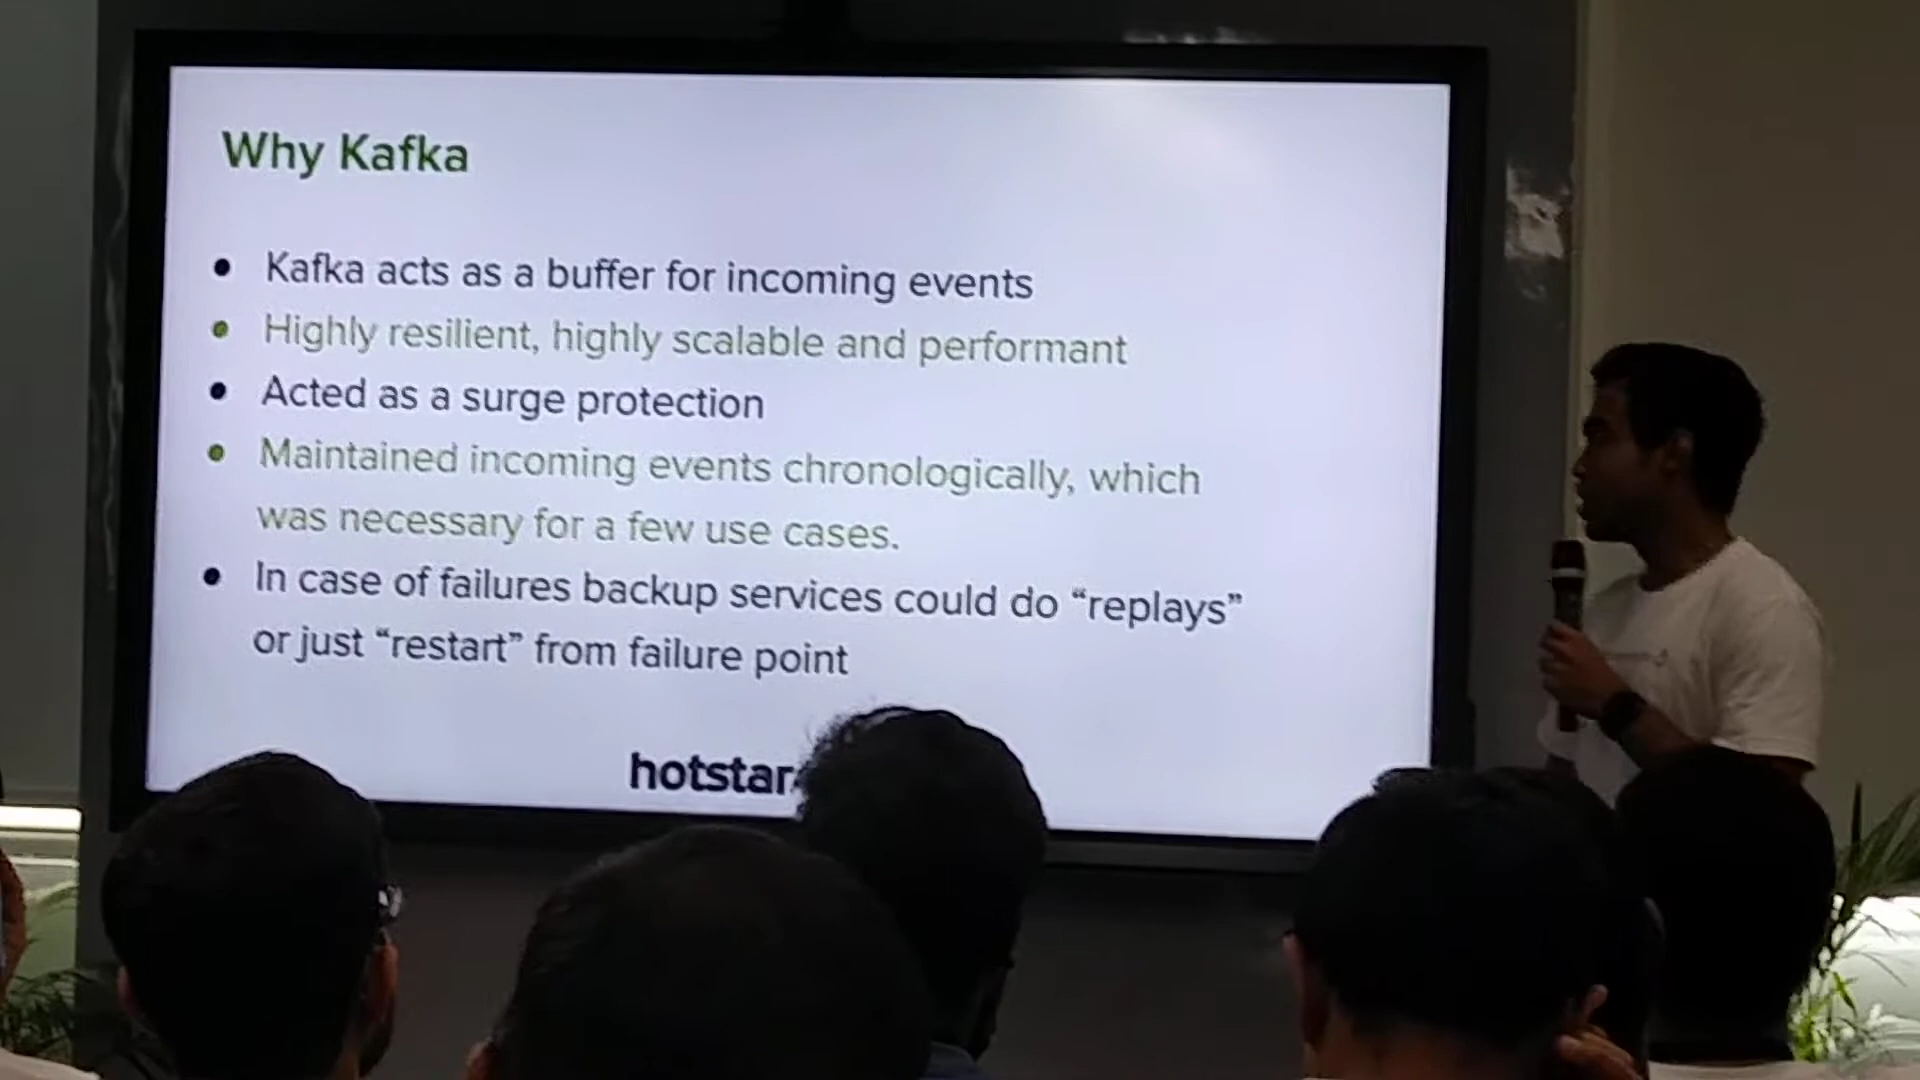 Why Kafka
• Kafka acts as a buffer for incoming events
• Highly resilient, highly scalable and performant
• Acted as a surge protection
• Maintained incoming events chronologically, which
was necessary for a few use cases.
• In case of failures backup services could do “replays”
or just “restart” from failure point
hotstar